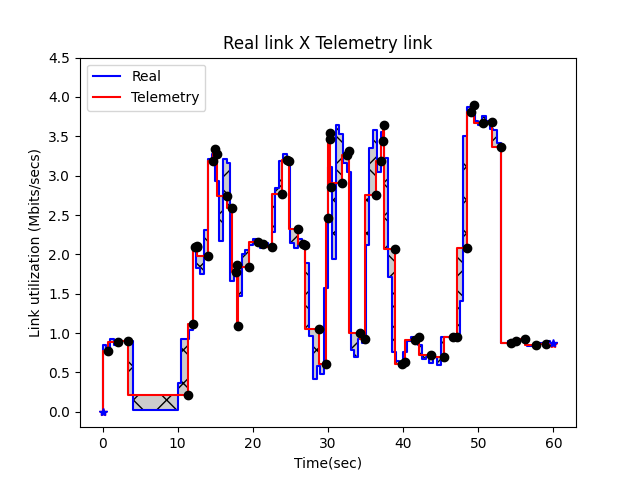 Real link X Telemetry link
Real
Telemetry
Link utilization (Mbits/secs)
4.5
4.0
3.5
3.0
2.5
2.0
1.5
1.0
0.5
0.0
0 10 20 30 40 50 60
Time(sec)